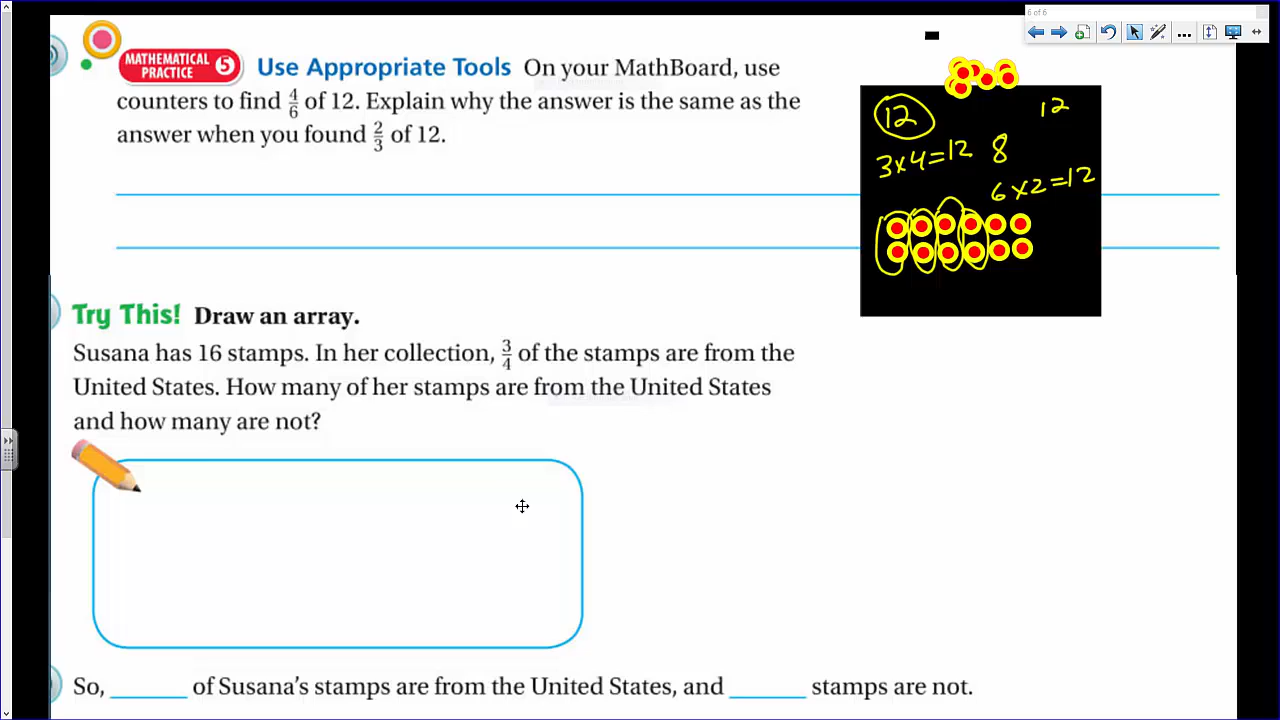 6 of 6
MATHEMATICAL PRACTICE 5 Use Appropriate Tools On your MathBoard, use
counters to find 4/6 of 12. Explain why the answer is the same as the
answer when you found 2/3 of 12.
12
12
3x4=12
8
6x2=12
Try This! Draw an array.
Susana has 16 stamps. In her collection, 3/4 of the stamps are from the
United States. How many of her stamps are from the United States
and how many are not?
So, ______ of Susana's stamps are from the United States, and ______ stamps are not.